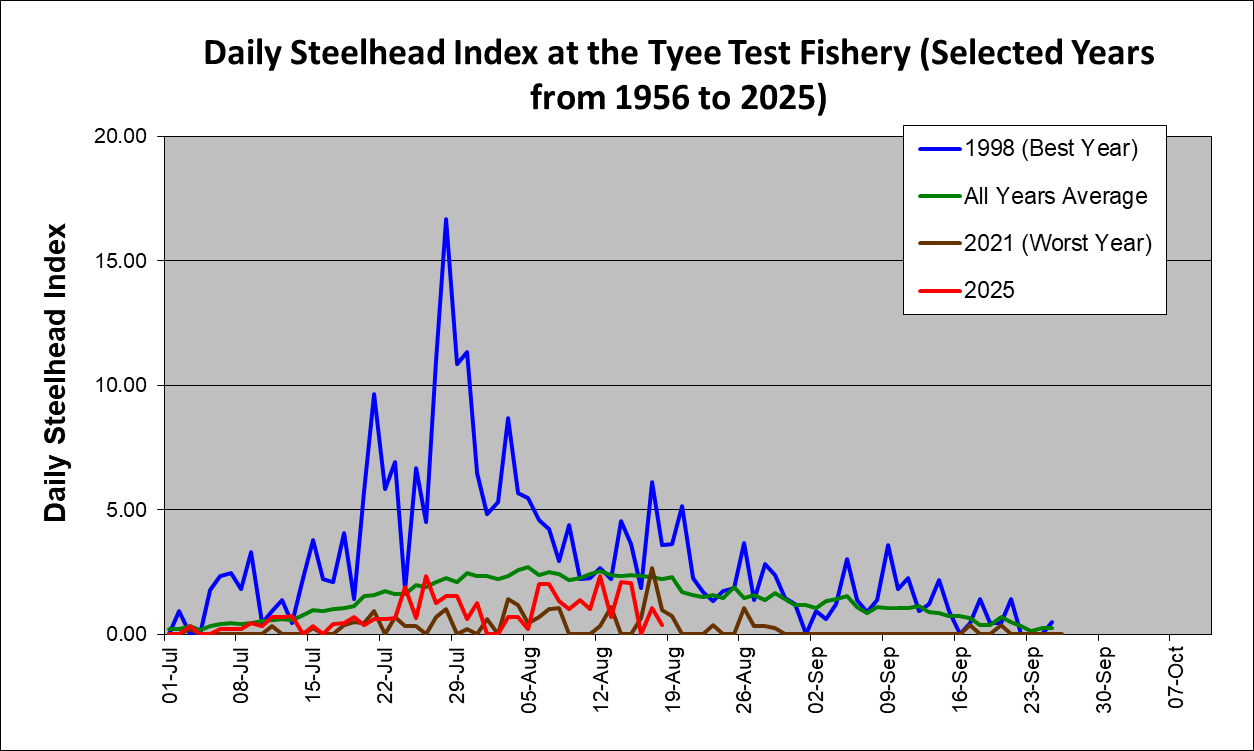 Daily Steelhead Index at the Tyee Test Fishery (Selected Years
from 1956 to 2025)
Daily Steelhead Index
20.00
15.00
10.00
5.00
0.00
1998 (Best Year)
All Years Average
2021 (Worst Year)
2025
01-Jul
08-Jul
15-Jul
22-Jul
29-Jul
05-Aug
12-Aug
19-Aug
26-Aug
02-Sep
09-Sep
16-Sep
23-Sep
30-Sep
07-Oct